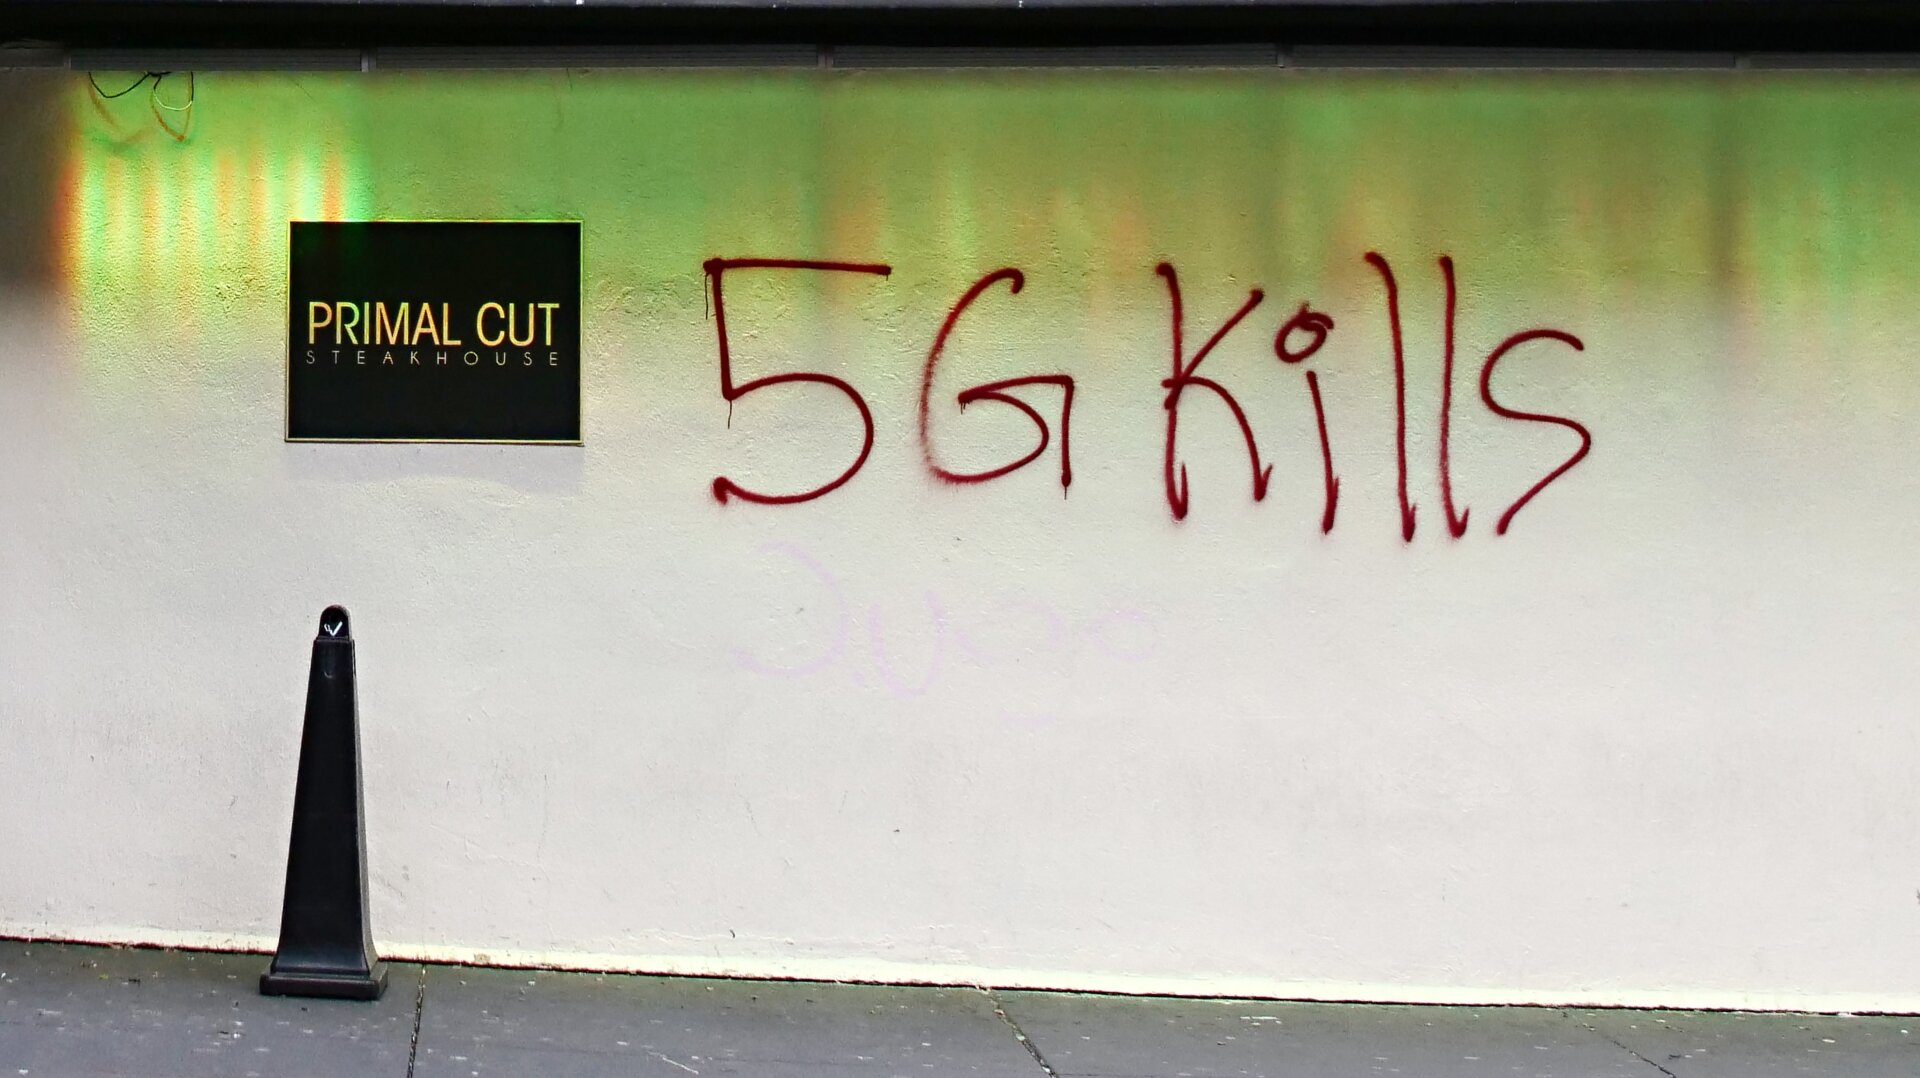 PRIMAL CUT
STEAKHOUSE
5G Kills